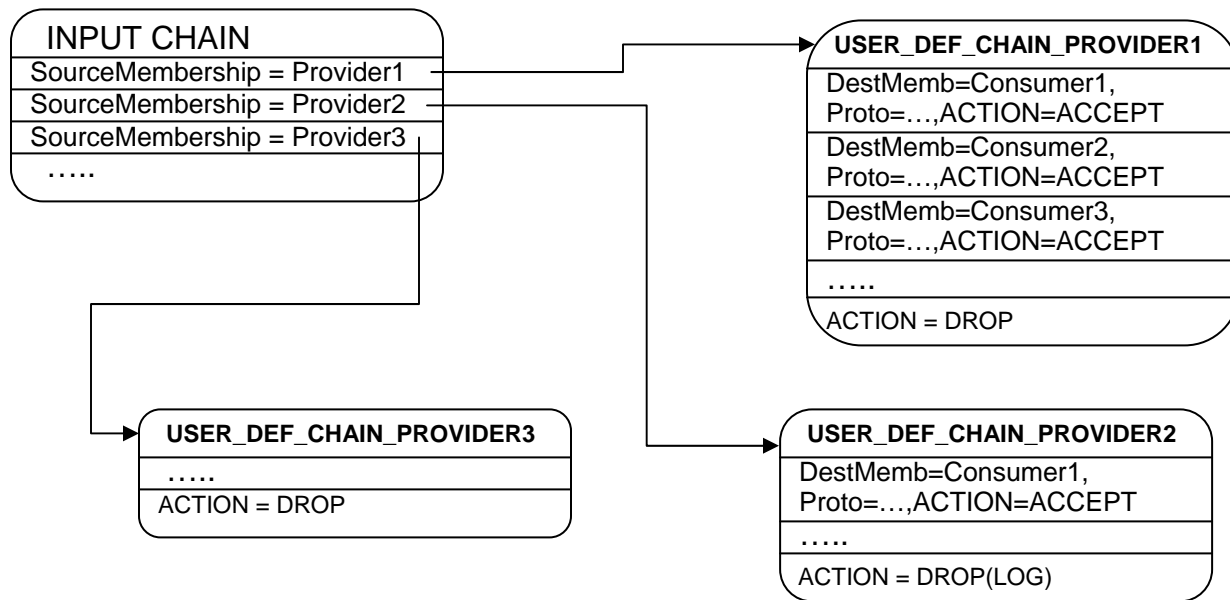 INPUT CHAIN
SourceMembership = Provider1
SourceMembership = Provider2
SourceMembership = Provider3
…..
USER_DEF_CHAIN_PROVIDER1
DestMemb=Consumer1,
Proto=…,ACTION=ACCEPT
DestMemb=Consumer2,
Proto=…,ACTION=ACCEPT
DestMemb=Consumer3,
Proto=…,ACTION=ACCEPT
…..
ACTION = DROP
USER_DEF_CHAIN_PROVIDER3
…..
ACTION = DROP
USER_DEF_CHAIN_PROVIDER2
DestMemb=Consumer1,
Proto=…,ACTION=ACCEPT
…..
ACTION = DROP(LOG)